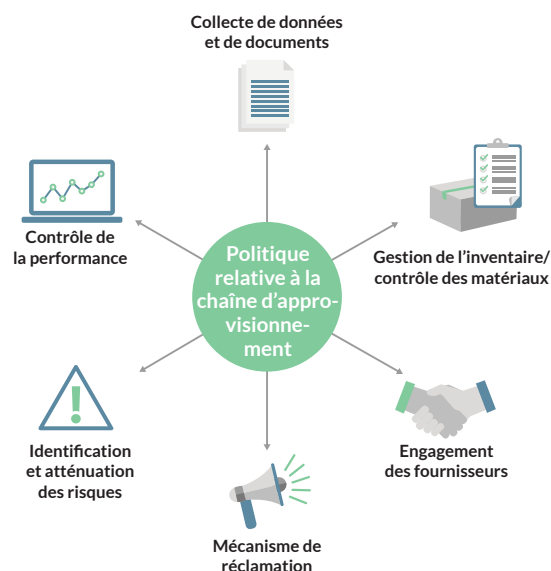 Collecte de données
et de documents
Gestion de l’inventaire/
contrôle des matériaux
Engagement
des fournisseurs
Mécanisme de
réclamation
Identification
et atténuation
des risques
Contrôle de
la performance
Politique
relative à la
chaîne d’appro-
visionne-
ment